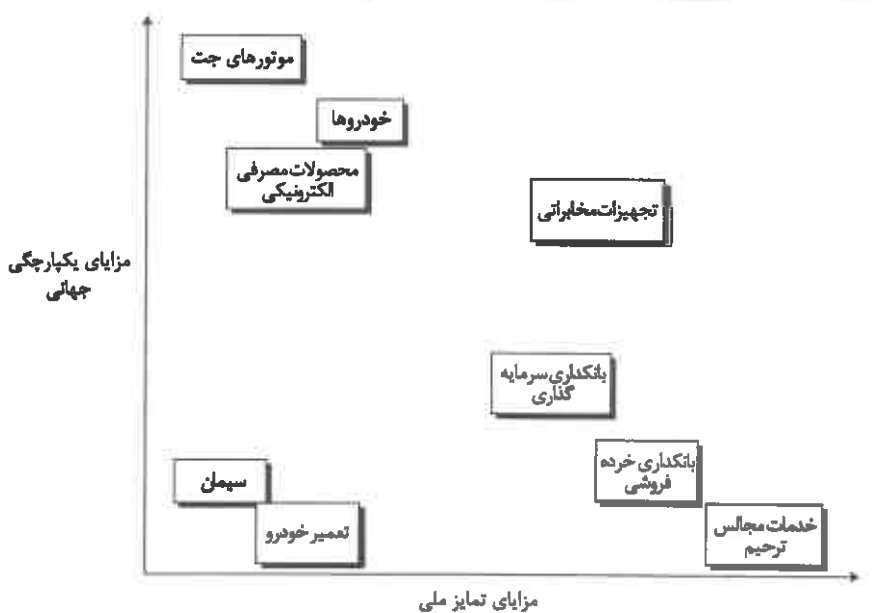 موتورهای جت
خودروها
محصولات مصرفی
الکترونیکی
تجهیزات مخابراتی
مزایای یکپارچگی
جهانی
بانکداری سرمایه
گذاری
بانکداری خرده
فروشی
سیمان
تعمیر خودرو
خدمات مجالس
ترحیم
مزایای تمایز ملی